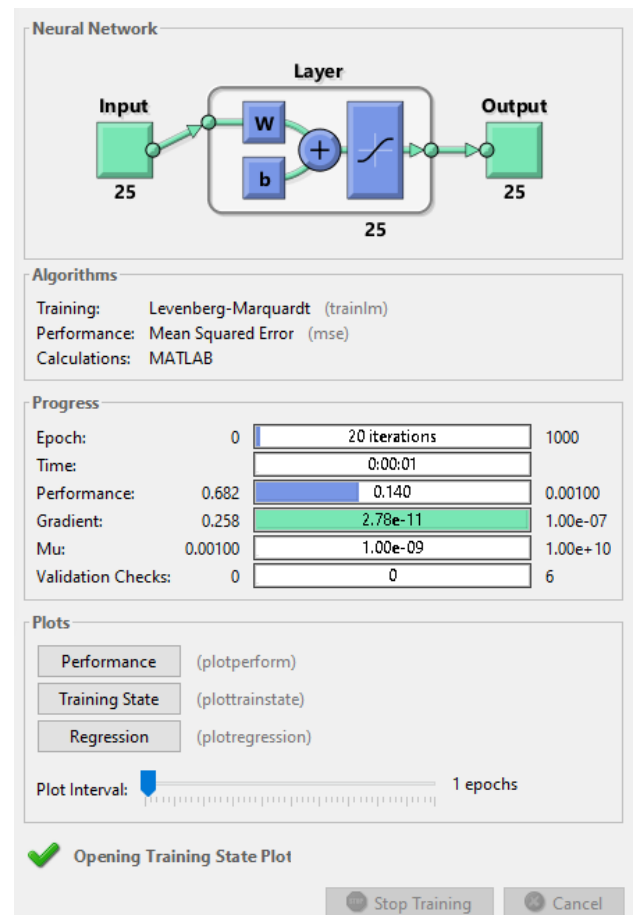 Neural Network
Layer
Input
Output
W
b
+
25
25
25
Algorithms
Training: Levenberg-Marquardt (trainlm)
Performance: Mean Squared Error (mse)
Calculations: MATLAB
Progress
Epoch: 0 20 iterations 1000
Time: 0:00:01
Performance: 0.682 0.140 0.00100
Gradient: 0.258 2.78e-11 1.00e-07
Mu: 0.00100 1.00e-09 1.00e+10
Validation Checks: 0 0 6
Plots
Performance (plotperform)
Training State (plottrainstate)
Regression (plotregression)
Plot Interval: 1 epochs
Opening Training State Plot
STOP Stop Training Cancel